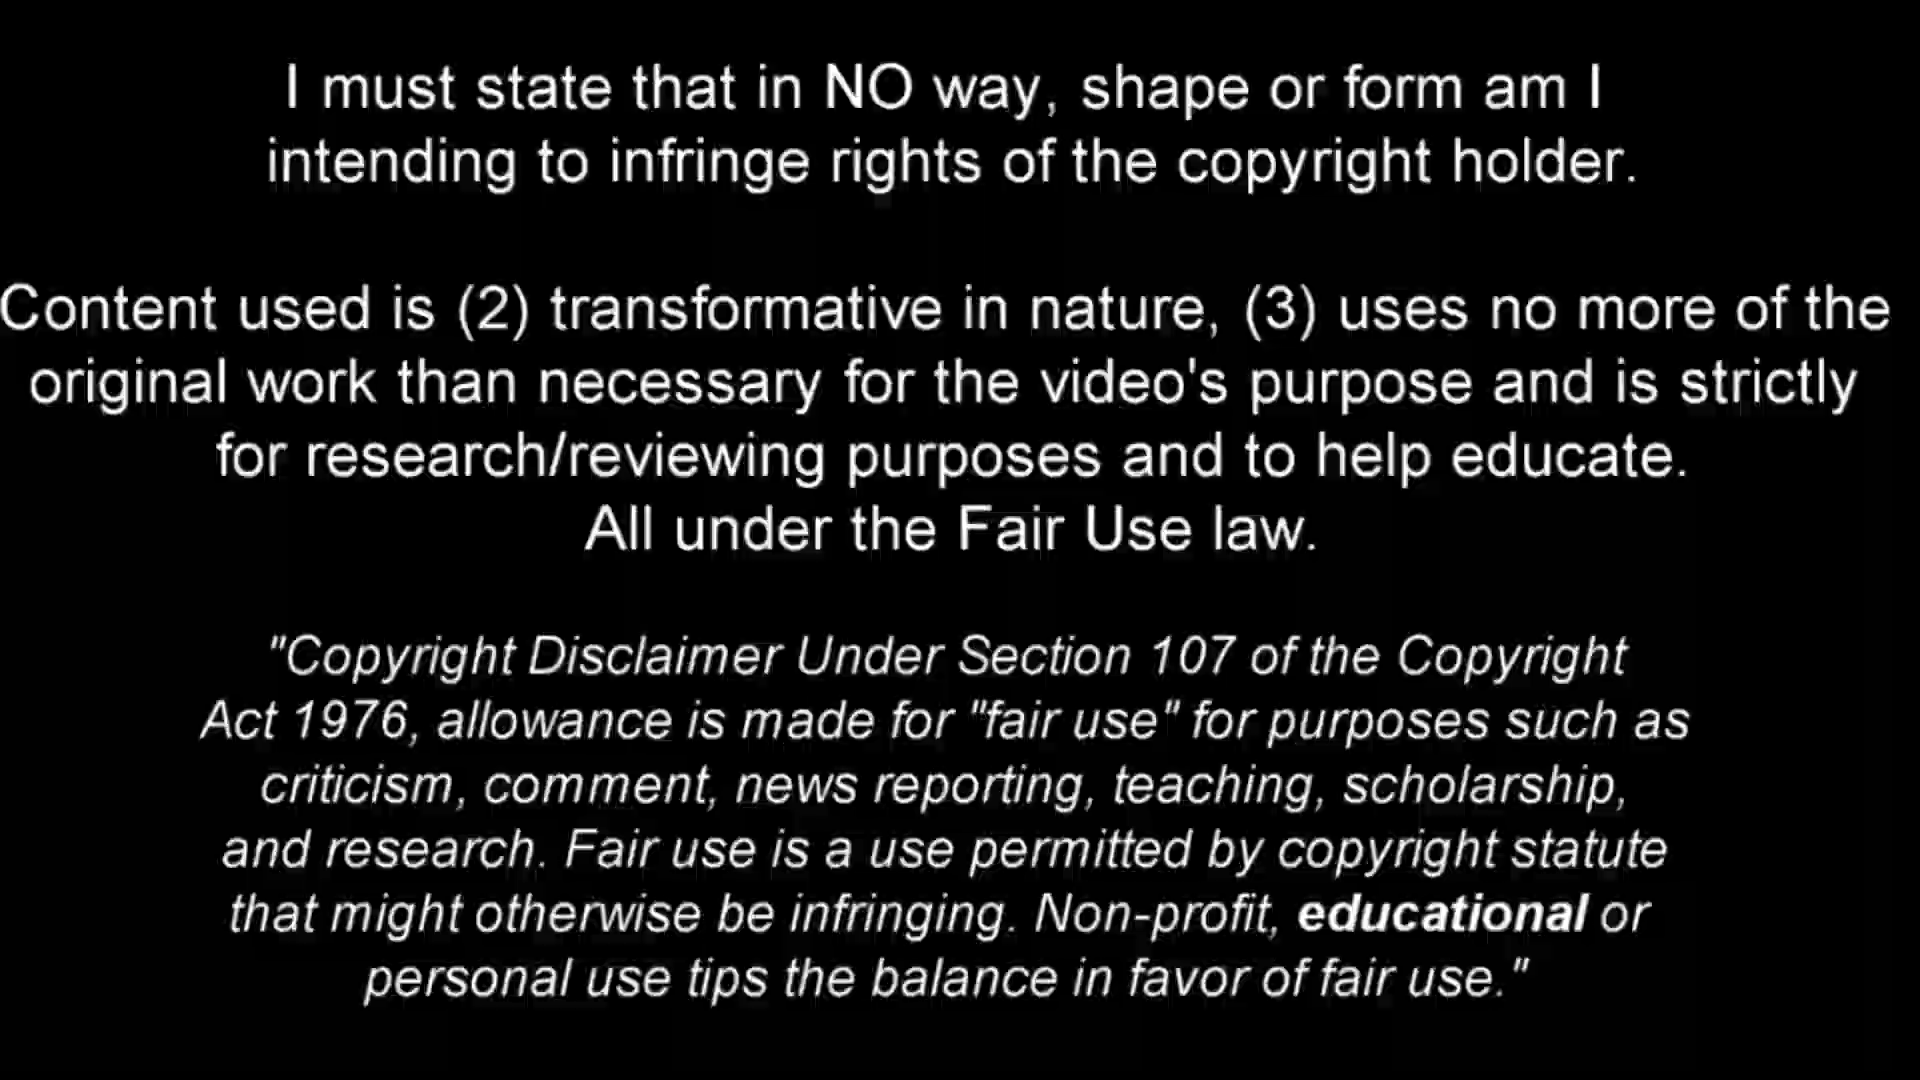 I must state that in NO way, shape or form am I
intending to infringe rights of the copyright holder.
Content used is (2) transformative in nature, (3) uses no more of the
original work than necessary for the video's purpose and is strictly
for research/reviewing purposes and to help educate.
All under the Fair Use law.
"Copyright Disclaimer Under Section 107 of the Copyright
Act 1976, allowance is made for "fair use" for purposes such as
criticism, comment, news reporting, teaching, scholarship,
and research. Fair use is a use permitted by copyright statute
that might otherwise be infringing. Non-profit, educational or
personal use tips the balance in favor of fair use."